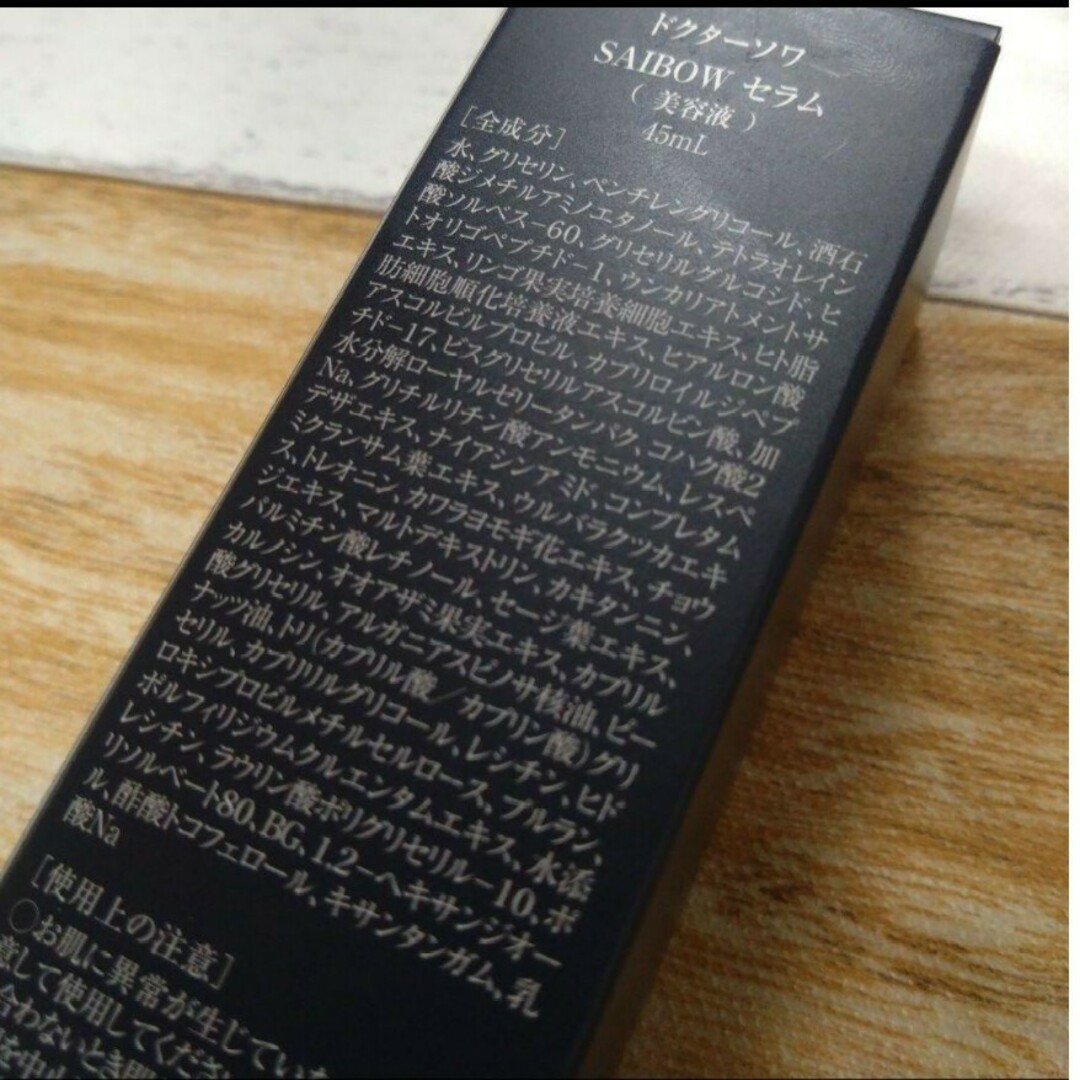 ドクターソワ
SAIBOW セラム
( 美容液 )
45mL
[全成分]
水、グリセリン、ペンチレングリコール、酒石
酸ジメチルアミノエタノール、テトラオレイン
酸ソルベス-60、グリセリルグルコシド、ヒ
トオリゴペプチド-1、ウンカリアトメントサ
エキス、リンゴ果実培養細胞エキス、ヒト脂
肪細胞順化培養液エキス、ヒアルロン酸
アスコルビルプロピル、カプリロイルジペプ
チド-17、ビスグリセリルアスコルビン酸、加
水分解ローヤルゼリータンパク、コハク酸2
Na、グリチルリチン酸アンモニウム、レスペ
デザエキス、ナイアシンアミド、コンブレタム
ミクランサム葉エキス、ウルバラクツカエキ
ス、トレオニン、カワラヨモギ花エキス、チョウ
ジエキス、マルトデキストリン、カキタンニン、
パルミチン酸レチノール、セージ葉エキス、
カルノシン、オオアザミ果実エキス、カプリル
酸グリセリル、アルガニアスピノサ核油、ピー
ナッツ油、トリ(カプリル酸/カプリン酸)グリ
セリル、カプリリルグリコール、レシチン、ヒド
ロキシプロピルメチルセルロース、プルラン、
ポルフィリジウムクルエンタムエキス、水添
レシチン、ラウリン酸ポリグリセリル-10、ポ
リソルベート80、BG、1.2-ヘキサンジオー
ル、酢酸トコフェロール、キサンタンガム、乳
酸Na
[使用上の注意]
○お肌に異常が生じていな
意して使用してくださ
合わないとき即
を中止